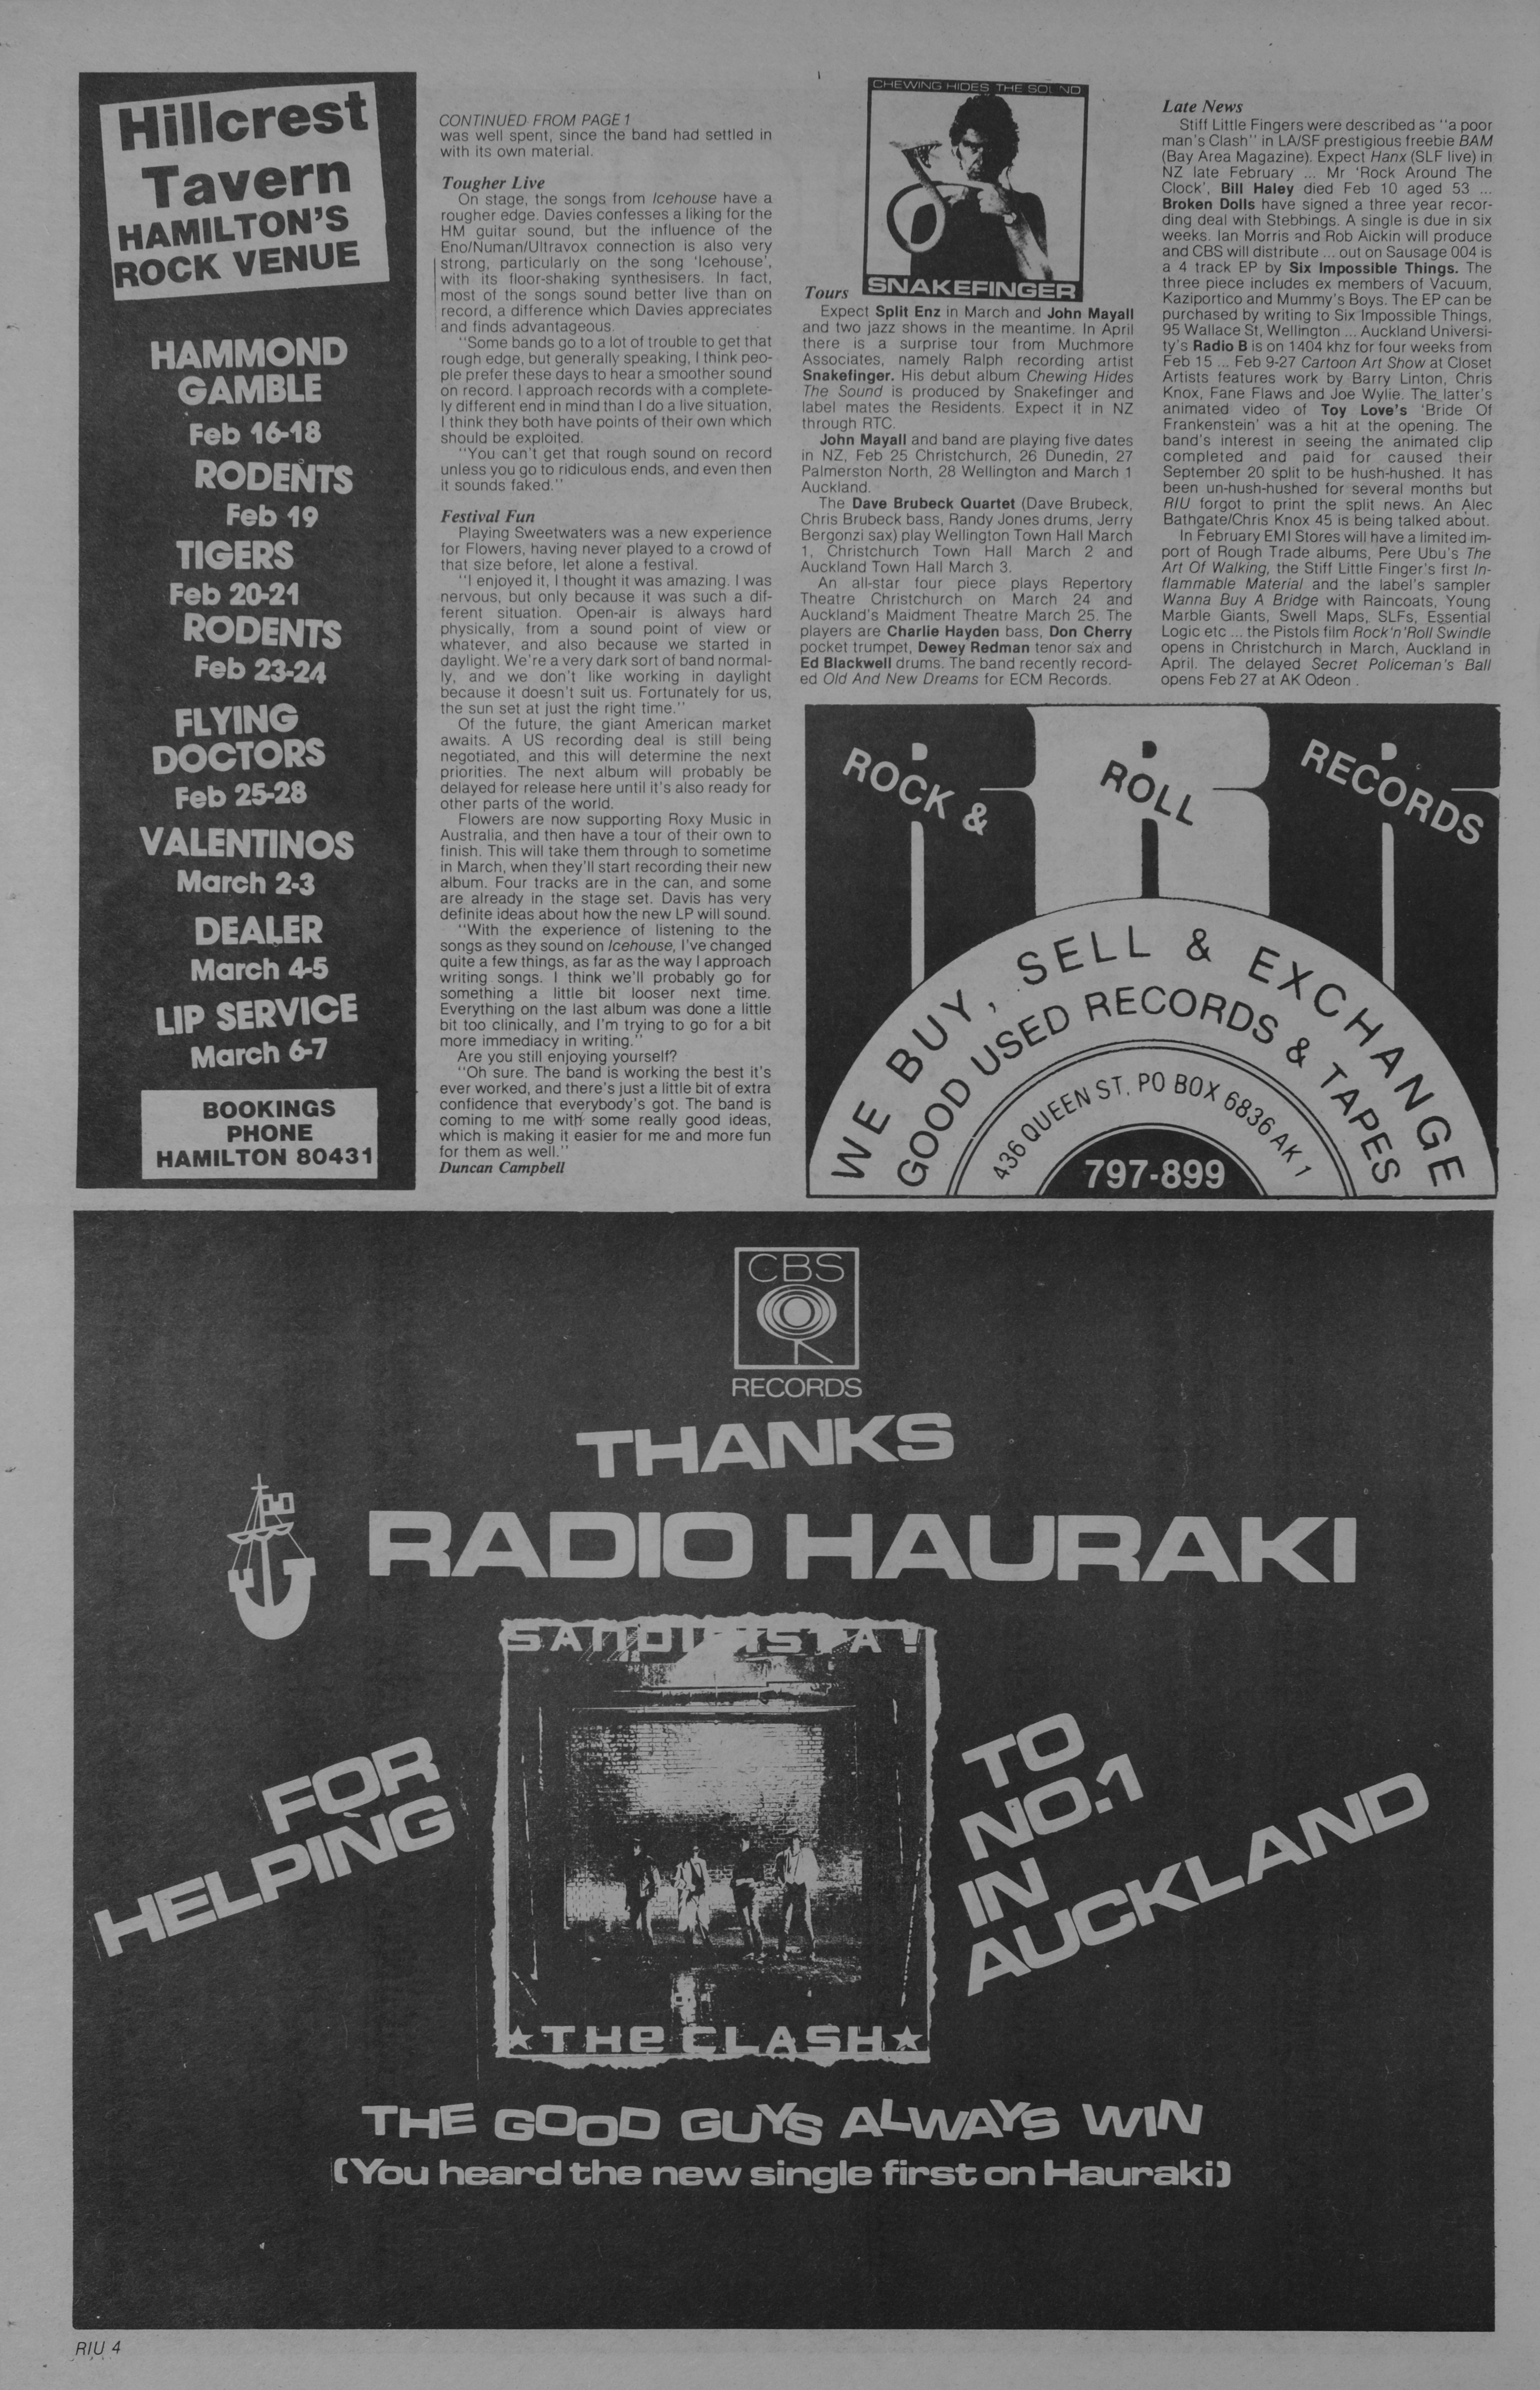 Hillcrest
Tavern
HAMILTON'S
ROCK VENUE
HAMMOND
GAMBLE
Feb 16-18
RODENTS
Feb 19
TIGERS
Feb 20-21
RODENTS
Feb 23-24
FLYING
DOCTORS
Feb 25-28
VALENTINOS
March 2-3
DEALER
March 4-5
LIP SERVICE
March 6-7
BOOKINGS
PHONE
HAMILTON 80431
CONTINUED FROM PAGE 1
was well spent, since the band had settled in
with its own material.
Tougher Live
On stage, the songs from Icehouse have a
rougher edge. Davies confesses a liking for the
HM guitar sound, but the influence of the
Eno/Numan/Ultravox connection is also very
strong, particularly on the song 'Icehouse',
with its floor-shaking synthesisers. In fact,
most of the songs sound better live than on
record, a difference which Davies appreciates
and finds advantageous.
"Some bands go to a lot of trouble to get that
rough edge, but generally speaking, I think peo-
ple prefer these days to hear a smoother sound
on record. I approach records with a complete-
ly different end in mind than I do a live situation,
I think they both have points of their own which
should be exploited.
"You can't get that rough sound on record
unless you go to ridiculous ends, and even then
it sounds faked."
Festival Fun
Playing Sweetwaters was a new experience
for Flowers, having never played to a crowd of
that size before, let alone a festival.
"I enjoyed it, I thought it was amazing. I was
nervous, but only because it was such a dif-
ferent situation. Open-air is always hard
physically, from a sound point of view or
whatever, and also because we started in
daylight. We're a very dark sort of band normal-
ly, and we don't like working in daylight
because it doesn't suit us. Fortunately for us,
the sun set at just the right time."
Of the future, the giant American market
awaits. A US recording deal is still being
negotiated, and this will determine the next
priorities. The next album will probably be
delayed for release here until it's also ready for
other parts of the world.
Flowers are now supporting Roxy Music in
Australia, and then have a tour of their own to
finish. This will take them through to sometime
in March, when they'll start recording their new
album. Four tracks are in the can, and some
are already in the stage set. Davis has very
definite ideas about how the new LP will sound.
"With the experience of listening to the
songs as they sound on Icehouse, I've changed
quite a few things, as far as the way I approach
writing songs. I think we'll probably go for
something a little bit looser next time.
Everything on the last album was done a little
bit too clinically, and I'm trying to go for a bit
more immediacy in writing."
Are you still enjoying yourself?
"Oh sure. The band is working the best it's
ever worked, and there's just a little bit of extra
confidence that everybody's got. The band is
coming to me with some really good ideas,
which is making it easier for me and more fun
for them as well."
Duncan Campbell
CHEWING HIDES THE SOUND
SNAKEFINGER
Tours
Expect Split Enz in March and John Mayall
and two jazz shows in the meantime. In April
there is a surprise tour from Muchmore
Associates, namely Ralph recording artist
Snakefinger. His debut album Chewing Hides
The Sound is produced by Snakefinger and
label mates the Residents. Expect it in NZ
through RTC.
John Mayall and band are playing five dates
in NZ, Feb 25 Christchurch, 26 Dunedin, 27
Palmerston North, 28 Wellington and March 1
Auckland.
The Dave Brubeck Quartet (Dave Brubeck,
Chris Brubeck bass, Randy Jones drums, Jerry
Bergonzi sax) play Wellington Town Hall March
1, Christchurch Town Hall March 2 and
Auckland Town Hall March 3.
An all-star four piece plays Repertory
Theatre Christchurch on March 24 and
Auckland's Maidment Theatre March 25. The
players are Charlie Hayden bass, Don Cherry
pocket trumpet, Dewey Redman tenor sax and
Ed Blackwell drums. The band recently record-
ed Old And New Dreams for ECM Records.
Late News
Stiff Little Fingers were described as "a poor
man's Clash" in LA/SF prestigious freebie BAM
(Bay Area Magazine). Expect Hanx (SLF live) in
NZ late February ... Mr 'Rock Around The
Clock', Bill Haley died Feb 10 aged 53 ...
Broken Dolls have signed a three year recor-
ding deal with Stebhings. A single is due in six
weeks. Ian Morris and Rob Aickin will produce
and CBS will distribute ... out on Sausage 004 is
a 4 track EP by Six Impossible Things. The
three piece includes ex members of Vacuum,
Kaziportico and Mummy's Boys. The EP can be
purchased by writing to Six Impossible Things,
95 Wallace St, Wellington ... Auckland Universi-
ty's Radio B is on 1404 khz for four weeks from
Feb 15 ... Feb 9-27 Cartoon Art Show at Closet
Artists features work by Barry Linton, Chris
Knox, Fane Flaws and Joe Wylie. The latter's
animated video of Toy Love's 'Bride Of
Frankenstein' was a hit at the opening. The
band's interest in seeing the animated clip
completed and paid for caused their
September 20 split to be hush-hushed. It has
been un-hush-hushed for several months but
RIU forgot to print the split news. An Alec
Bathgate/Chris Knox 45 is being talked about.
In February EMI Stores will have a limited im-
port of Rough Trade albums, Pere Ubu's The
Art Of Walking, the Stiff Little Finger's first In-
flammable Material and the label's sampler
Wanna Buy A Bridge with Raincoats, Young
Marble Giants, Swell Maps, SLFs, Essential
Logic etc ... the Pistols film Rock'n'Roll Swindle
opens in Christchurch in March, Auckland in
April. The delayed Secret Policeman's Ball
opens Feb 27 at AK Odeon .
ROCK &
ROLL
RECORDS
WE BUY, SELL & EXCHANGE
GOOD USED RECORDS & TAPES
436 QUEEN ST, PO BOX 6836 AK 1
797-899
CBS
RECORDS
THANKS
RADIO HAURAKI
FOR
HELPING
SANDINISTA!
THE CLASH
TO
NO.1
IN
AUCKLAND
THE GOOD GUYS ALWAYS WIN
(You heard the new single first on Hauraki)
RIU 4